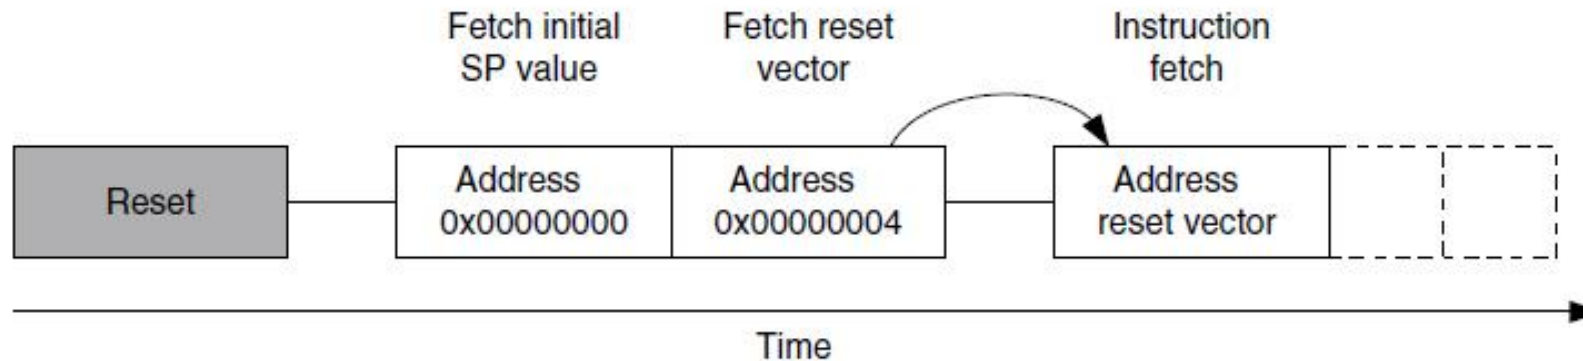 Fetch initial
SP value
Fetch reset
vector
Instruction
fetch
Reset
Address
0x00000000
Address
0x00000004
Address
reset vector
Time